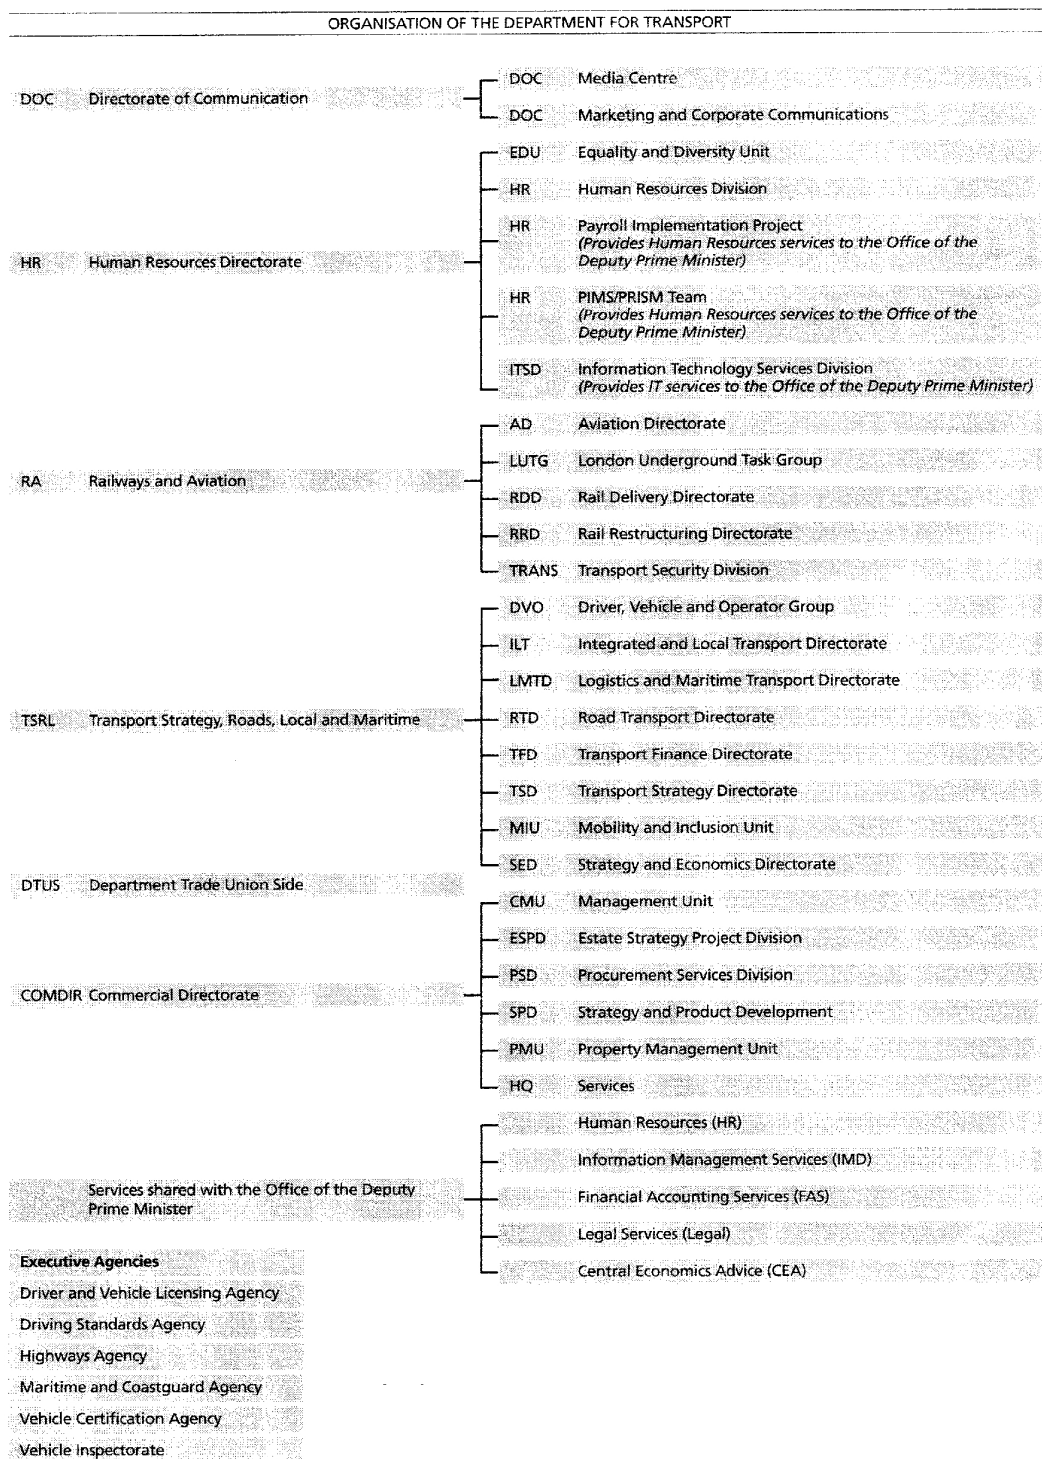 ORGANISATION OF THE DEPARTMENT FOR TRANSPORT
DOC Directorate of Communication
DOC Media Centre
DOC Marketing and Corporate Communications
HR Human Resources Directorate
EDU Equality and Diversity Unit
HR Human Resources Division
HR Payroll Implementation Project
(Provides Human Resources services to the Office of the
Deputy Prime Minister)
HR PIMS/PRISM Team
(Provides Human Resources services to the Office of the
Deputy Prime Minister)
ITSD Information Technology Services Division
(Provides IT services to the Office of the Deputy Prime Minister)
RA Railways and Aviation
AD Aviation Directorate
LUTG London Underground Task Group
RDD Rail Delivery Directorate
RRD Rail Restructuring Directorate
TRANS Transport Security Division
TSRL Transport Strategy, Roads, Local and Maritime
DVO Driver, Vehicle and Operator Group
ILT Integrated and Local Transport Directorate
LMTD Logistics and Maritime Transport Directorate
RTD Road Transport Directorate
TFD Transport Finance Directorate
TSD Transport Strategy Directorate
MIU Mobility and Inclusion Unit
SED Strategy and Economics Directorate
DTUS Department Trade Union Side
COMDIR Commercial Directorate
CMU Management Unit
ESPD Estate Strategy Project Division
PSD Procurement Services Division
SPD Strategy and Product Development
PMU Property Management Unit
HQ Services
Services shared with the Office of the Deputy
Prime Minister
Human Resources (HR)
Information Management Services (IMD)
Financial Accounting Services (FAS)
Legal Services (Legal)
Central Economics Advice (CEA)
Executive Agencies
Driver and Vehicle Licensing Agency
Driving Standards Agency
Highways Agency
Maritime and Coastguard Agency
Vehicle Certification Agency
Vehicle Inspectorate